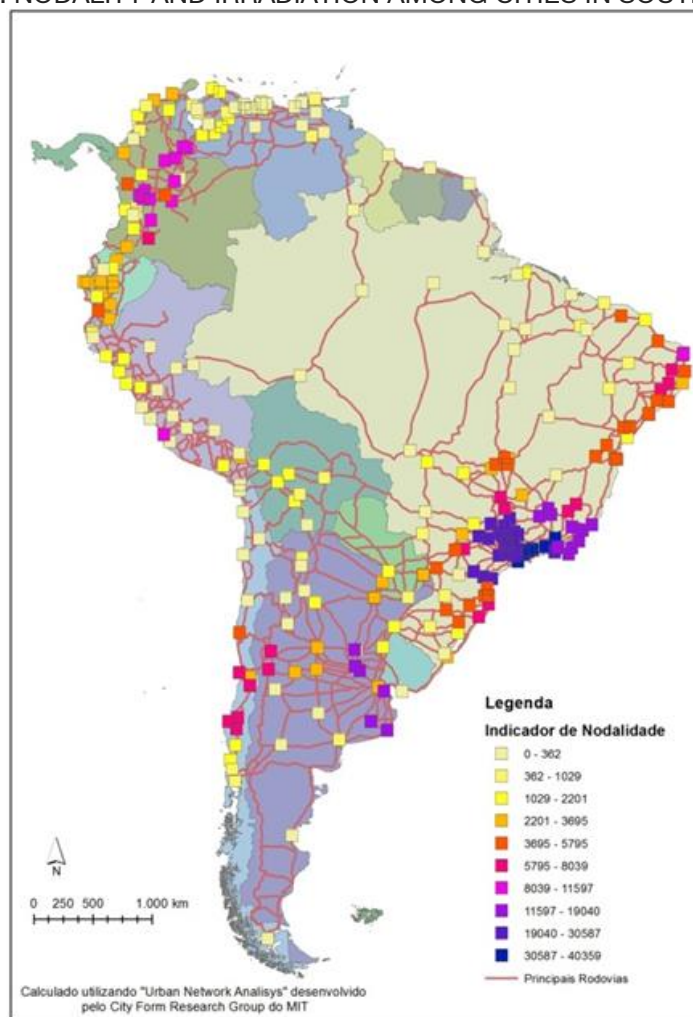 NODALITY AND IRRADIATION AMONG CITIES IN
Legenda
Indicador de Nodalidade
0 - 362
362 - 1029
1029 - 2201
2201 - 3695
3695 - 5795
5795 - 8039
8039 - 11597
11597 - 19040
19040 - 30587
30587 - 40359
Principais Rodovias
N
0 250 500 1.000 km
Calculado utilizando "Urban Network Analisys" desenvolvido
pelo City Form Research Group do MIT